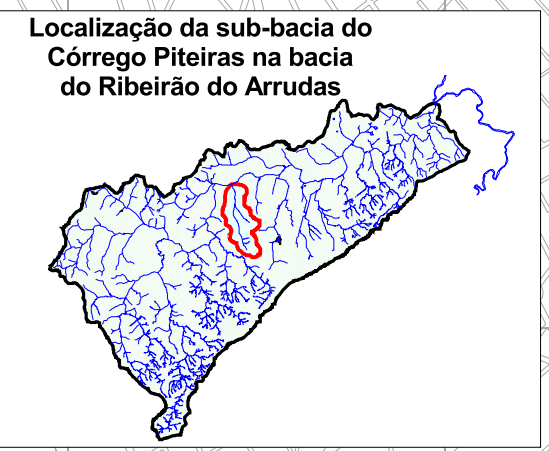 Localização da sub-bacia do
Córrego Piteiras na bacia
do Ribeirão do Arrudas